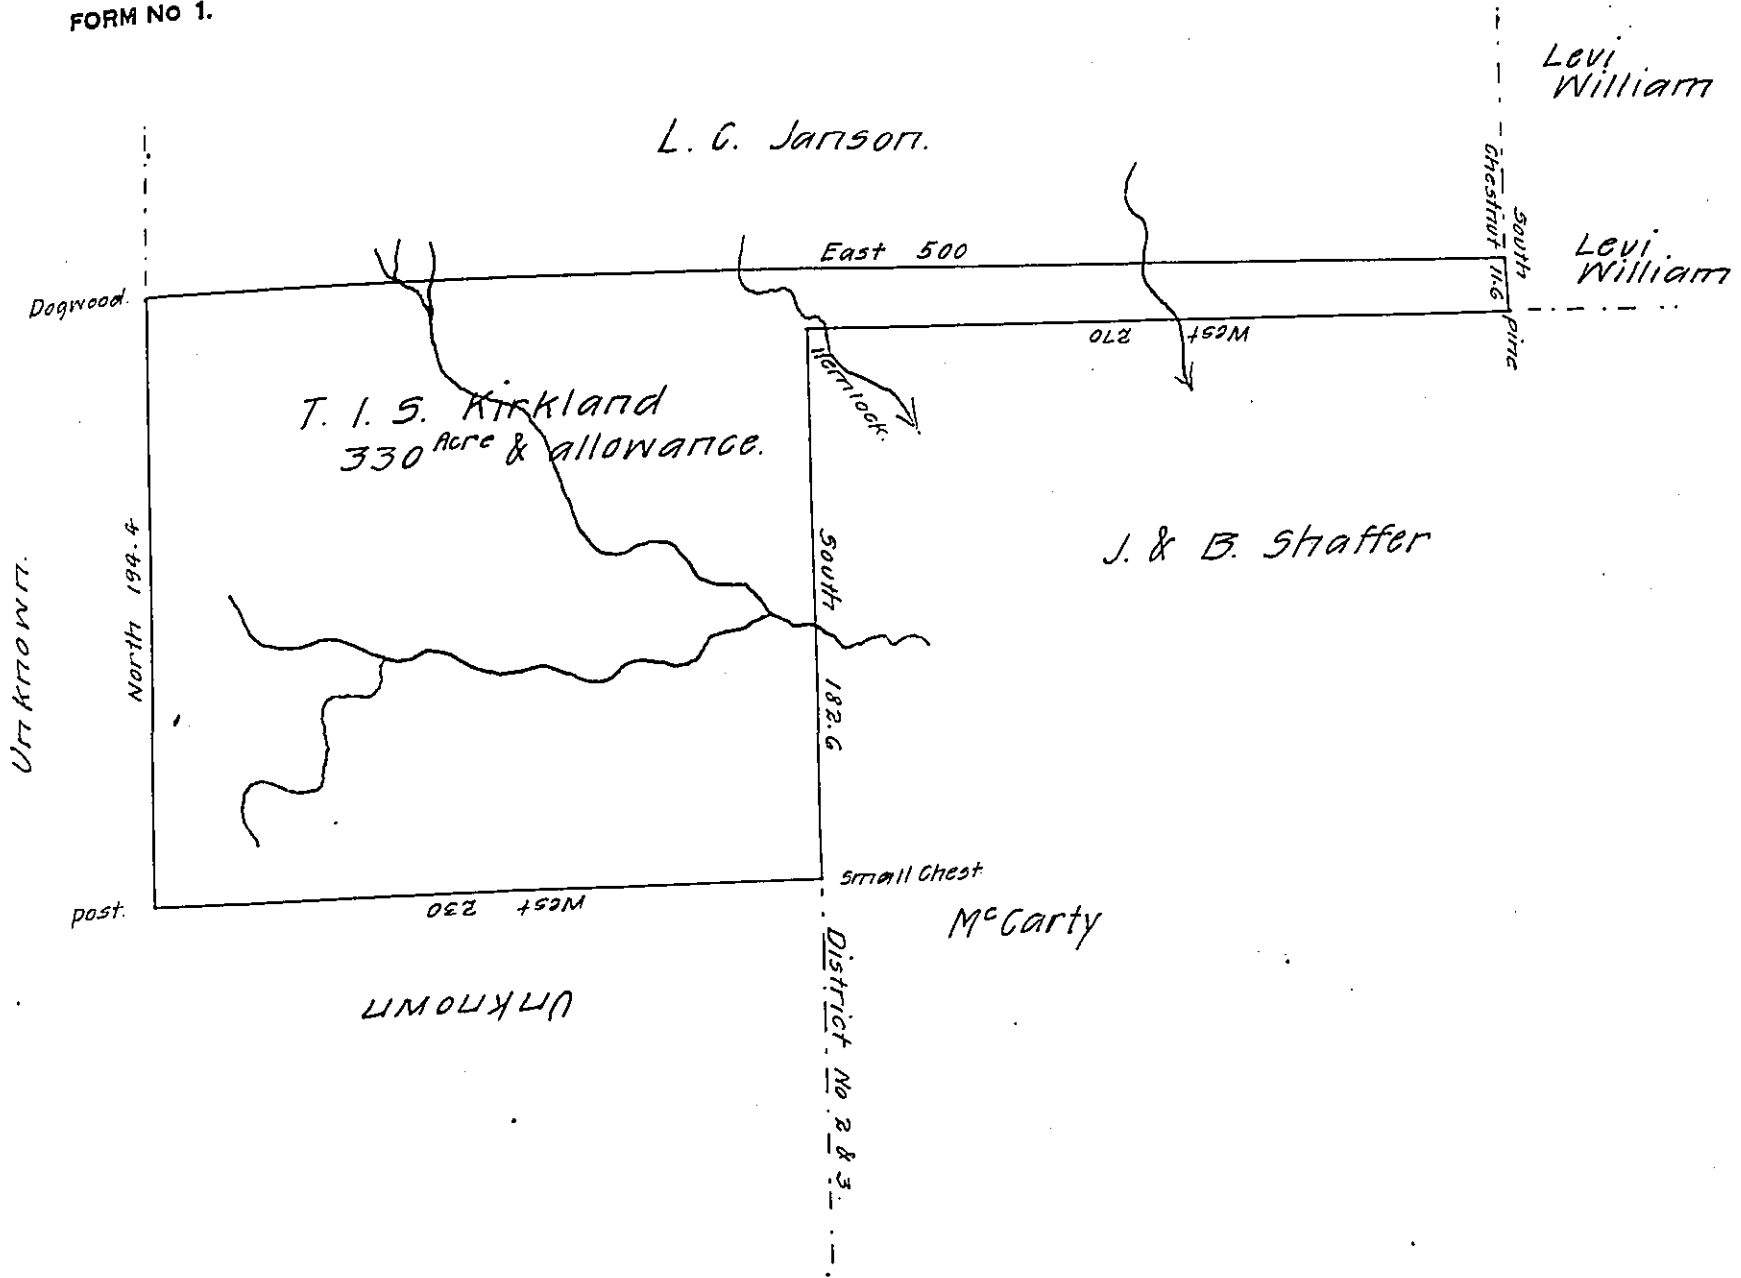 FORM No 1.
Levi
William
L. C. Janson.
Chestnut
South
11.6
East 500
Levi
William
Dogwood.
Pine
West 270
Hemlock.
T. I. S. Kirkland
330 Acre & allowance.
J. & B. Shaffer
Unknown.
North 194.4
South 182.6
Small Chest.
post.
West 230
McCarty
Unknown
District No 2 & 3.